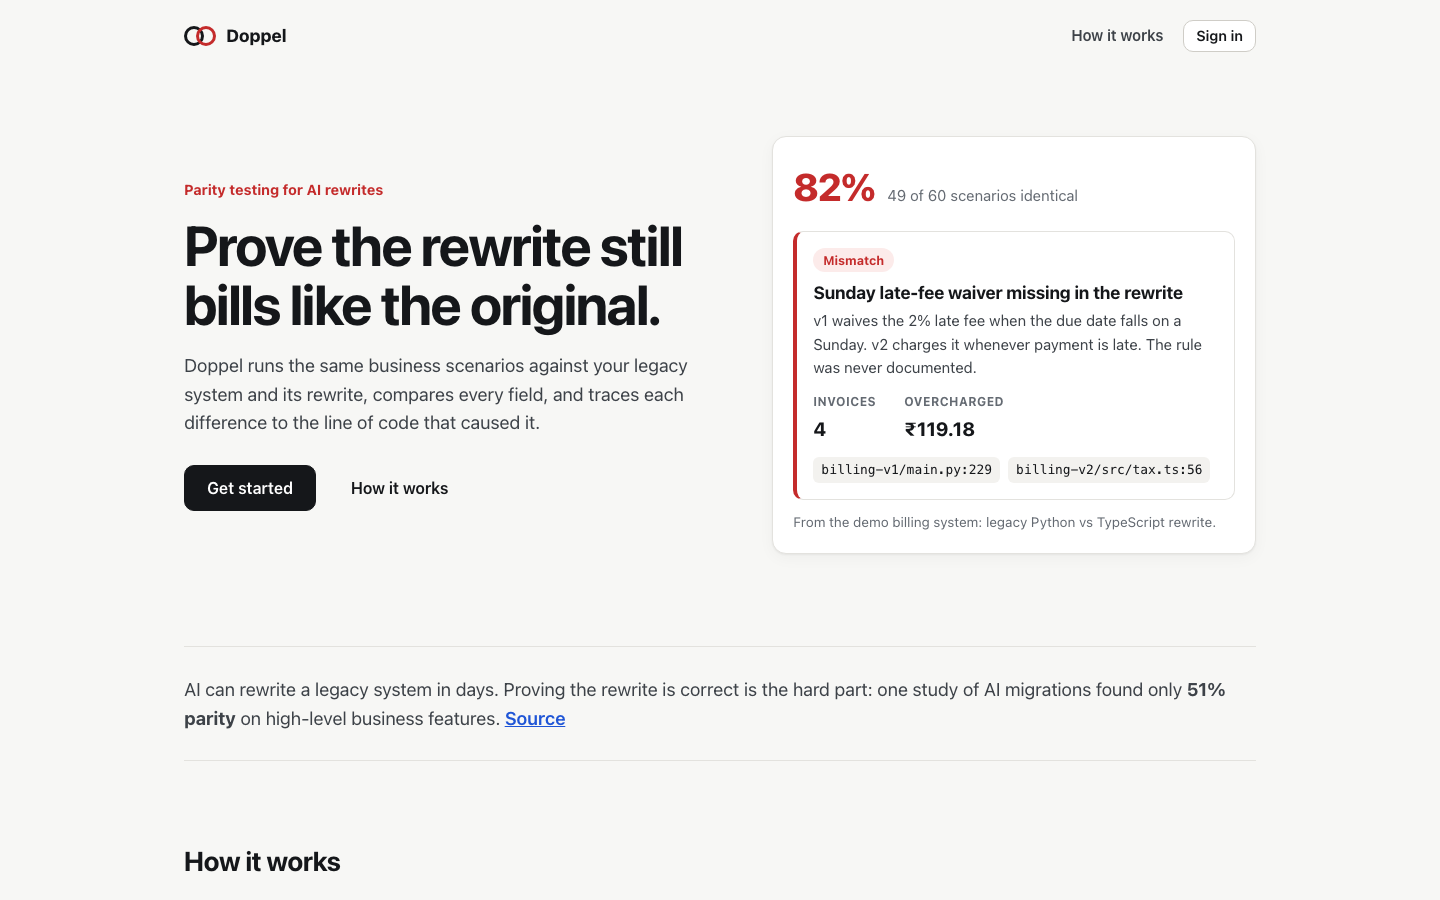 Doppel
How it works
Sign in
Parity testing for AI rewrites
Prove the rewrite still
bills like the original.
Doppel runs the same business scenarios against your legacy
system and its rewrite, compares every field, and traces each
difference to the line of code that caused it.
Get started
How it works
82% 49 of 60 scenarios identical
Mismatch
Sunday late-fee waiver missing in the rewrite
v1 waives the 2% late fee when the due date falls on a
Sunday. v2 charges it whenever payment is late. The rule
was never documented.
INVOICES OVERCHARGED
4 ₹119.18
billing-v1/main.py:229 billing-v2/src/tax.ts:56
From the demo billing system: legacy Python vs TypeScript rewrite.
AI can rewrite a legacy system in days. Proving the rewrite is correct is the hard part: one study of AI migrations found only 51%
parity on high-level business features. Source
How it works